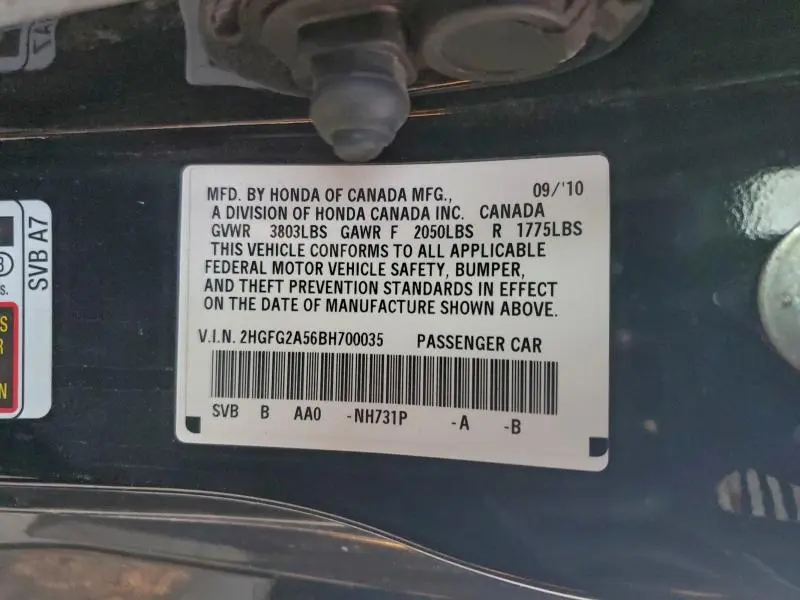 MFD. BY HONDA OF CANADA MFG., 09/'10
A DIVISION OF HONDA CANADA INC. CANADA
GVWR 3803LBS GAWR F 2050LBS R 1775LBS
THIS VEHICLE CONFORMS TO ALL APPLICABLE
FEDERAL MOTOR VEHICLE SAFETY, BUMPER,
AND THEFT PREVENTION STANDARDS IN EFFECT
ON THE DATE OF MANUFACTURE SHOWN ABOVE.
V.I.N. 2HGFG2A56BH700035 PASSENGER CAR
SVB B AA0 -NH731P -A -B
SVB A7